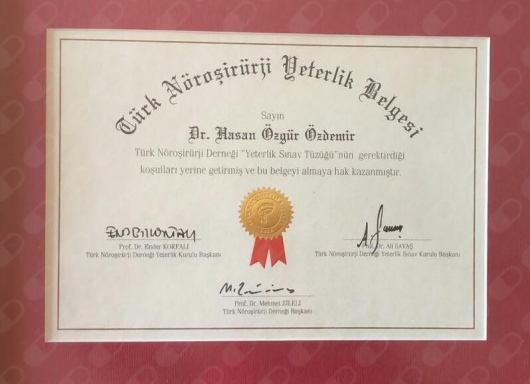 Türk Nöroşirürji Yeterlik Belgesi
Sayın
Dr. Hasan Özgür Özdemir
Türk Nöroşirürji Derneği "Yeterlik Sınav Tüzüğü"nün gerektirdiği
koşulları yerine getirmiş ve bu belgeyi almaya hak kazanmıştır.
Prof. Dr. Ender KORFALI
Türk Nöroşirürji Derneği Yeterlik Kurulu Başkanı
Dr. Ali SAVAŞ
Türk Nöroşirürji Derneği Yeterlik Sınav Kurulu Başkanı
Prof. Dr. Mehmet ZİLELİ
Türk Nöroşirürji Derneği Başkanı